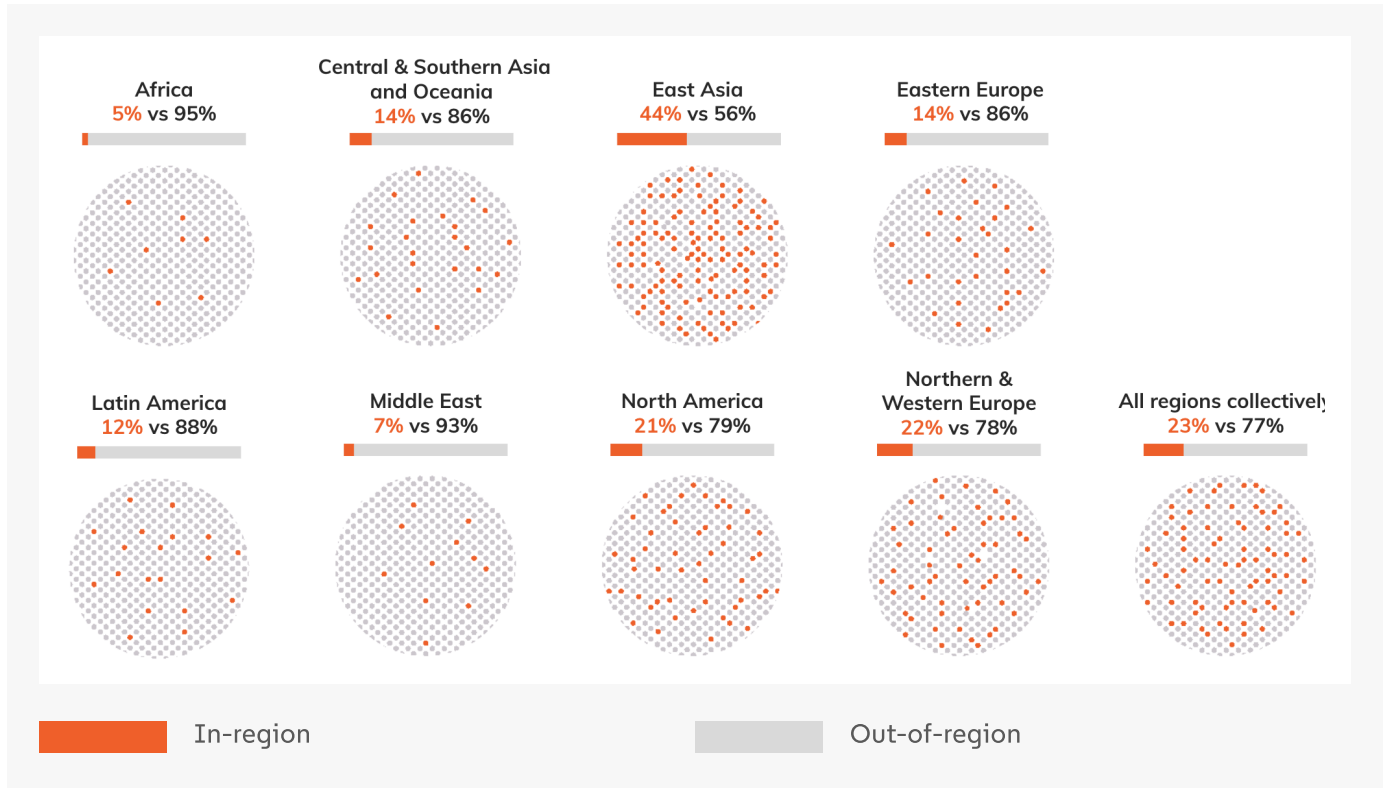 Africa
5% vs 95%
Central & Southern Asia
and Oceania
14% vs 86%
East Asia
44% vs 56%
Eastern Europe
14% vs 86%
Latin America
12% vs 88%
Middle East
7% vs 93%
North America
21% vs 79%
Northern &
Western Europe
22% vs 78%
All regions collectively
23% vs 77%
In-region
Out-of-region